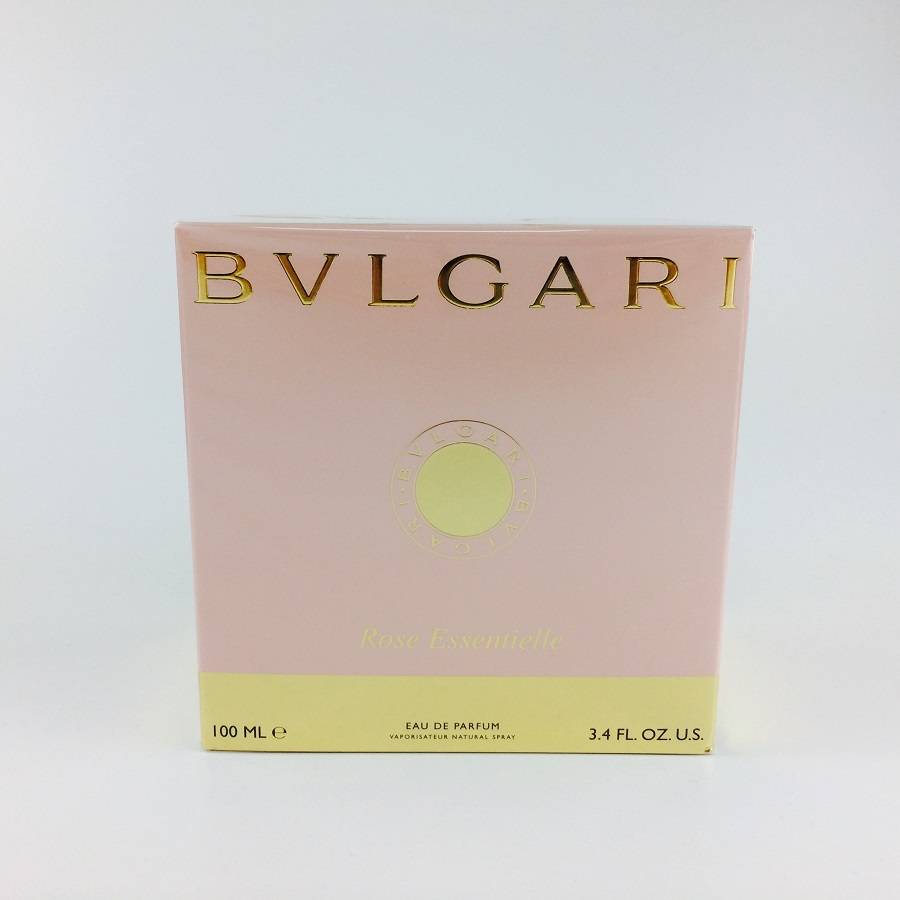 BVLGARI
BVLGARI · BVLGARI ·
Rose Essentielle
100 ML ℮
EAU DE PARFUM
VAPORISATEUR NATURAL SPRAY
3.4 FL. OZ. U.S.